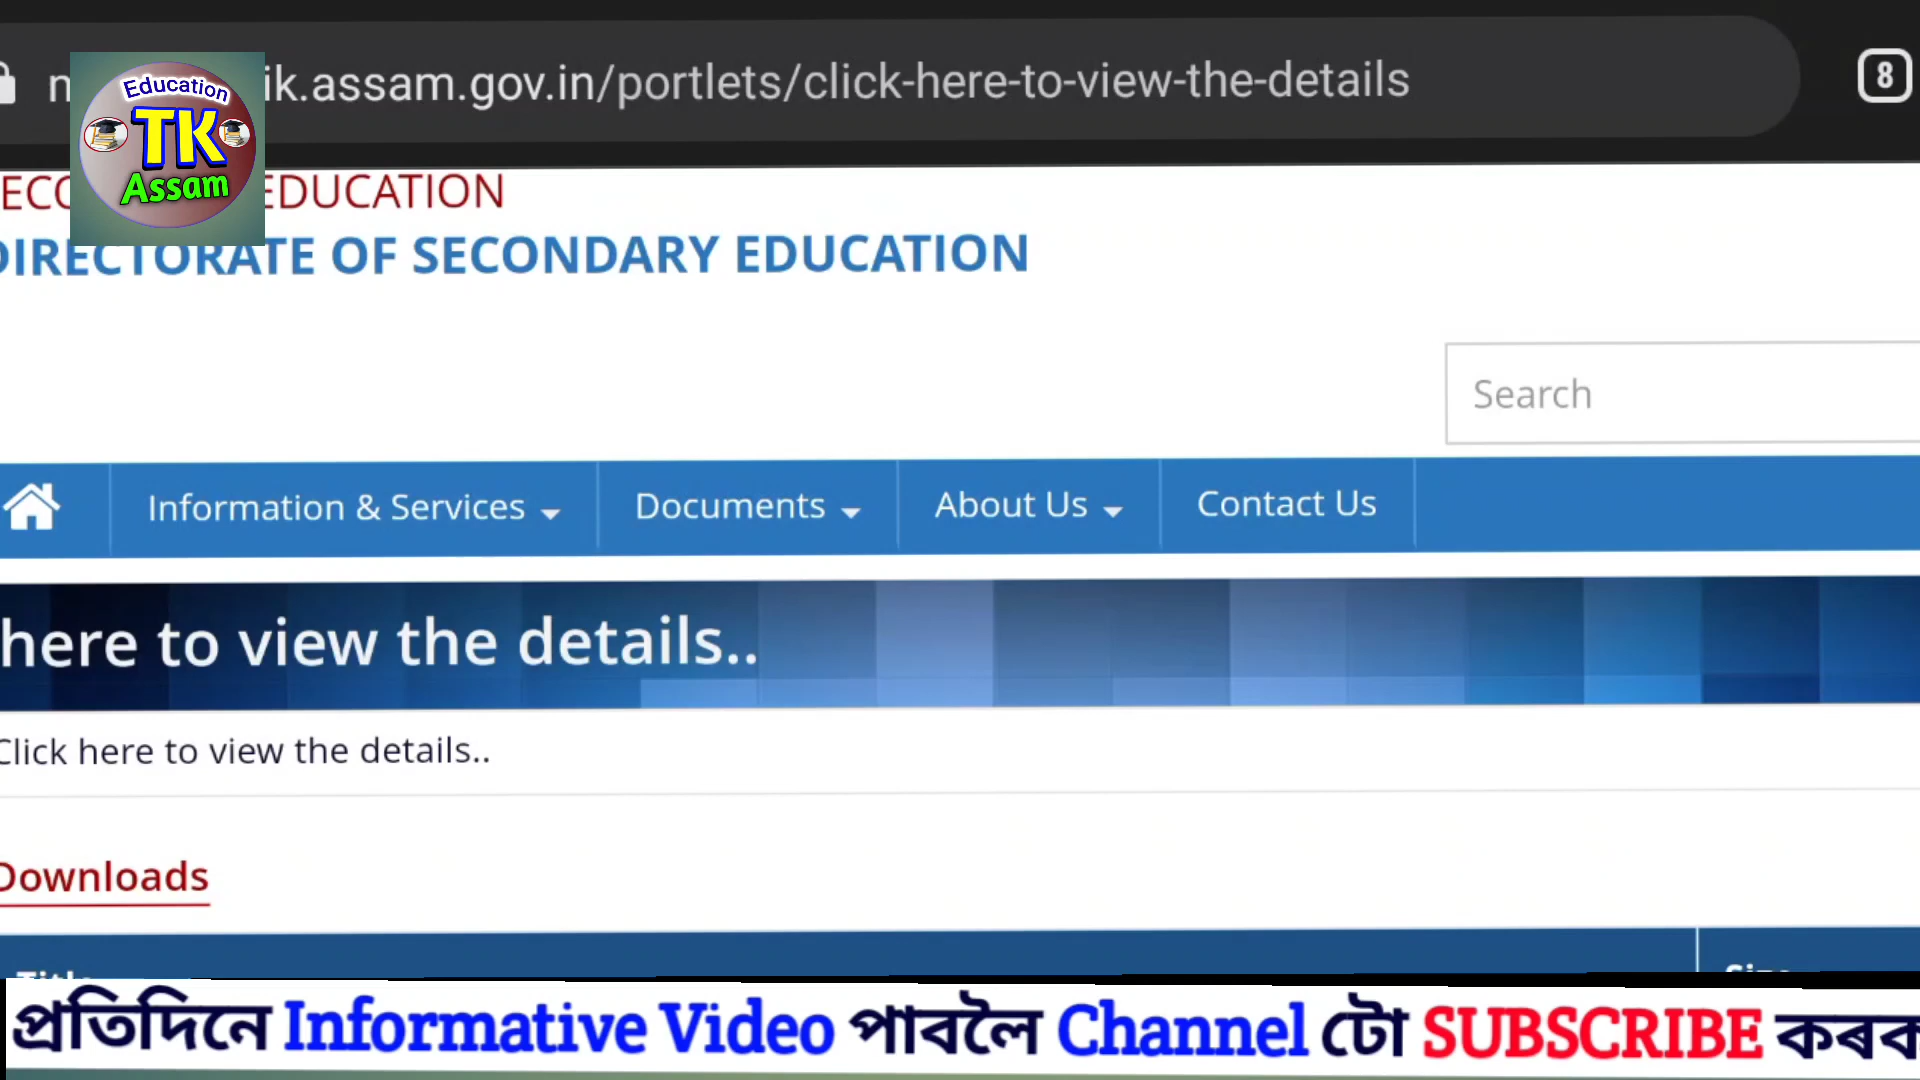 ik.assam.gov.in/portlets/click-here-to-view-the-details
8
Education
TK
Assam
EDUCATION
DIRECTORATE OF SECONDARY EDUCATION
Search
Information & Services
Documents
About Us
Contact Us
here to view the details..
Click here to view the details..
Downloads
প্ৰতিদিনে Informative Video পাবলৈ Channel টো SUBSCRIBE